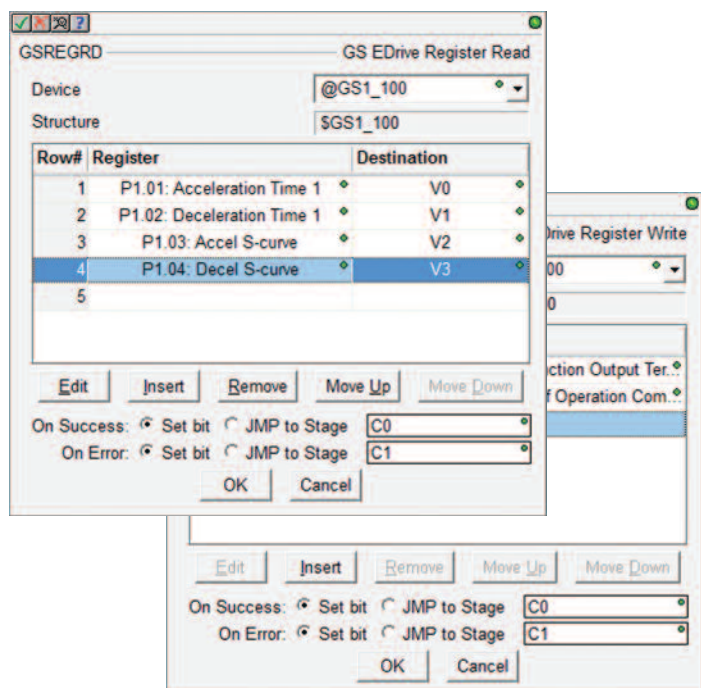 GSREGRD GS EDrive Register Read
Device @GS1_100
Structure $GS1_100
Row# Register Destination
1 P1.01: Acceleration Time 1 V0
2 P1.02: Deceleration Time 1 V1
3 P1.03: Accel S-curve V2
4 P1.04: Decel S-curve V3
5
Edit Insert Remove Move Up Move Down
On Success: Set bit JMP to Stage C0
On Error: Set bit JMP to Stage C1
OK Cancel
Drive Register Write
00
0
ction Output Ter...
f Operation Com...
Edit Insert Remove Move Up Move Down
On Success: Set bit JMP to Stage C0
On Error: Set bit JMP to Stage C1
OK Cancel